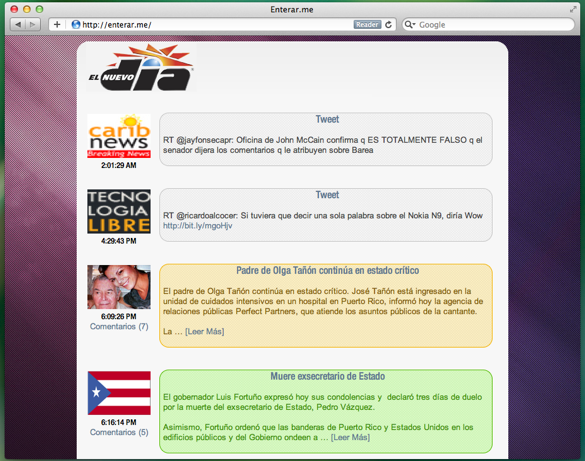 Enterar.me
http://enterar.me/
Reader
Google
EL NUEVO
día
carib
news
Breaking News
2:01:29 AM
Tweet
RT @jayfonsecapr: Oficina de John McCain confirma q ES TOTALMENTE FALSO q el
senador dijera los comentarios q le atribuyen sobre Barea
TECNO
LOGIA
LIBRE
4:29:43 PM
Tweet
RT @ricardoalcocer: Si tuviera que decir una sola palabra sobre el Nokia N9, diría Wow
http://bit.ly/mgoHjv
6:09:26 PM
Comentarios (7)
Padre de Olga Tañón continúa en estado crítico
El padre de Olga Tañón continúa en estado crítico. José Tañón está ingresado en la
unidad de cuidados intensivos en un hospital en Puerto Rico, informó hoy la agencia de
relaciones públicas Perfect Partners, que atiende los asuntos públicos de la cantante.
La ... [Leer Más]
6:16:14 PM
Comentarios (5)
Muere exsecretario de Estado
El gobernador Luis Fortuño expresó hoy sus condolencias y declaró tres días de duelo
por la muerte del exsecretario de Estado, Pedro Vázquez.
Asimismo, Fortuño ordenó que las banderas de Puerto Rico y Estados Unidos en los
edificios públicos y del Gobierno ondeen a ... [Leer Más]